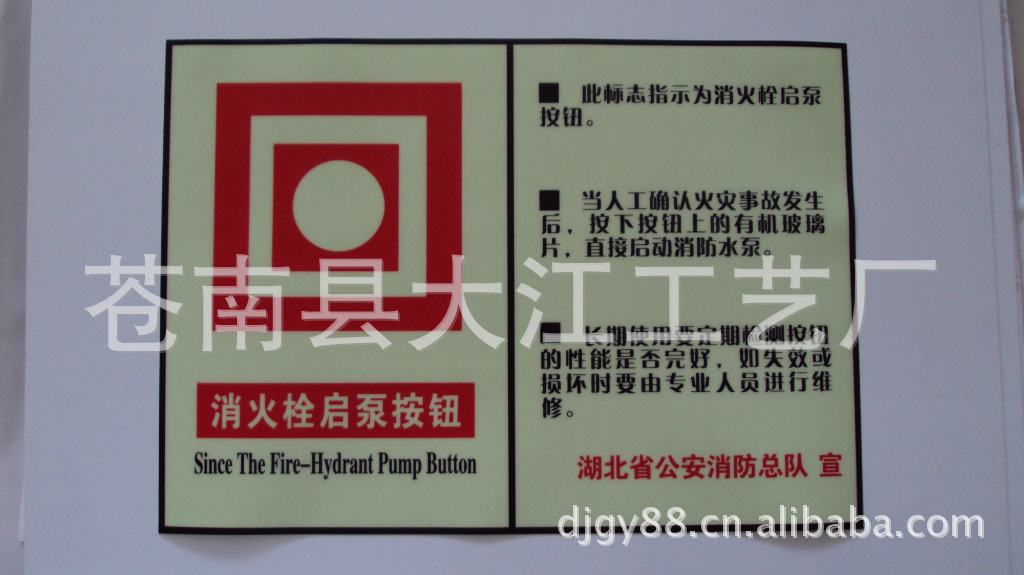 消火栓启泵按钮
Since The Fire-Hydrant Pump Button
■ 此标志指示为消火栓启泵
按钮。
■ 当人工确认火灾事故发生
后，按下按钮上的有机玻璃
片，直接启动消防水泵。
■ 长期使用要定期检测按钮
的性能是否完好，如失效或
损坏时要由专业人员进行维
修。
湖北省公安消防总队 宣
苍南县大江工艺厂
djgy88.cn.alibaba.com